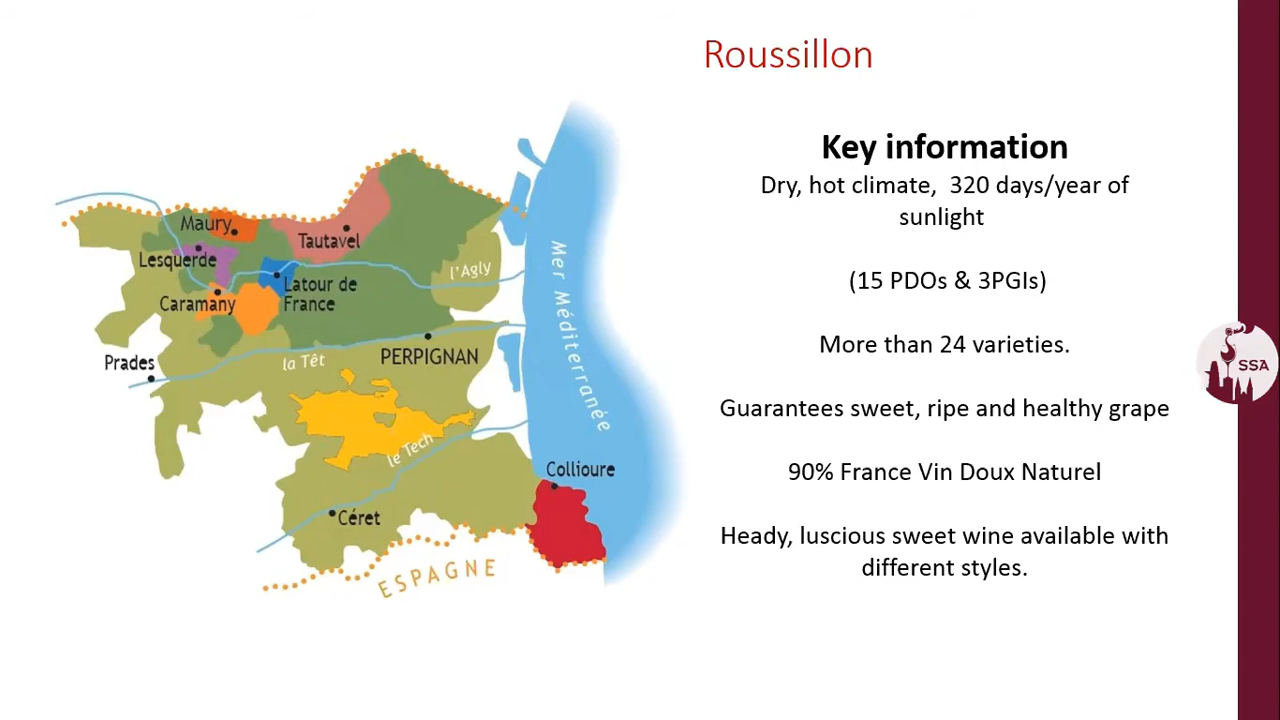 Roussillon
Key information
Dry, hot climate,  320 days/year of
sunlight
(15 PDOs & 3PGIs)
More than 24 varieties.
Guarantees sweet, ripe and healthy grape
90% France Vin Doux Naturel
Heady, luscious sweet wine available with
different styles.
Maury
Tautavel
Lesquerde
l'Agly
Latour de
France
Caramany
Mer Méditerranée
Prades
la Têt
PERPIGNAN
le Tech
Collioure
Céret
ESPAGNE
SSA